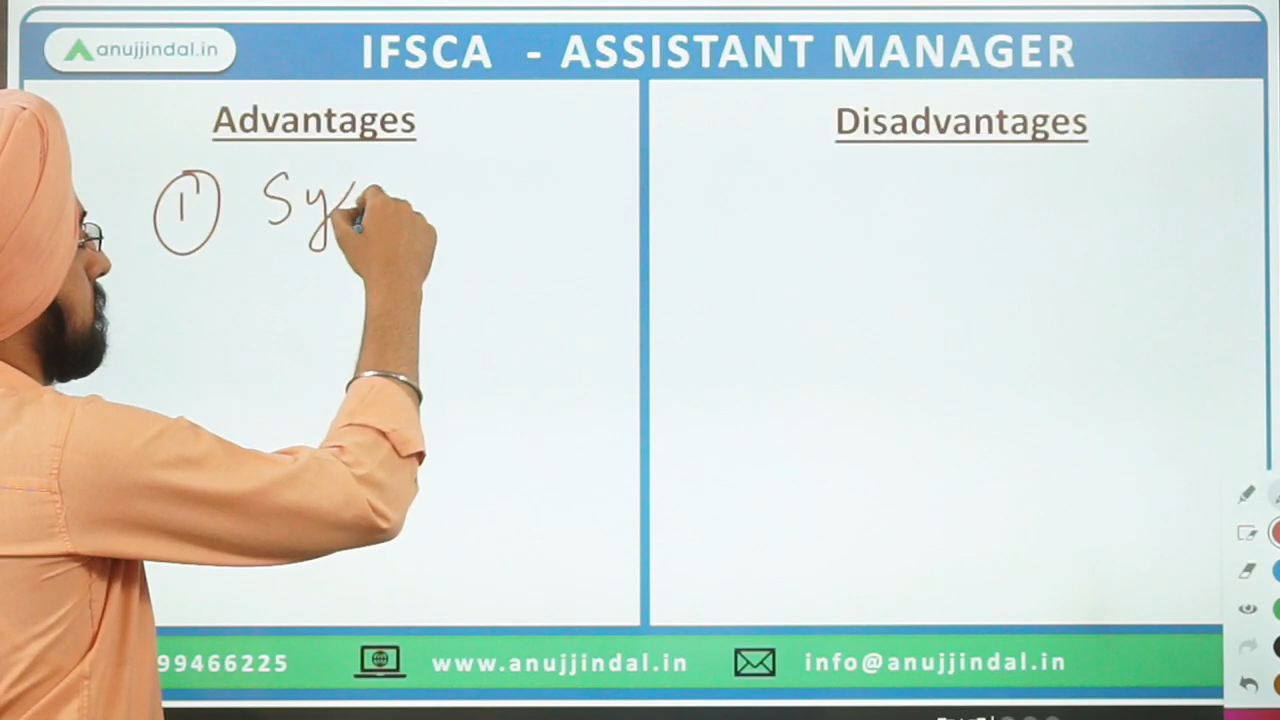 anujjindal.in
IFSCA - ASSISTANT MANAGER
Advantages
Disadvantages
1 Sy
99466225
www.anujjindal.in
info@anujjindal.in